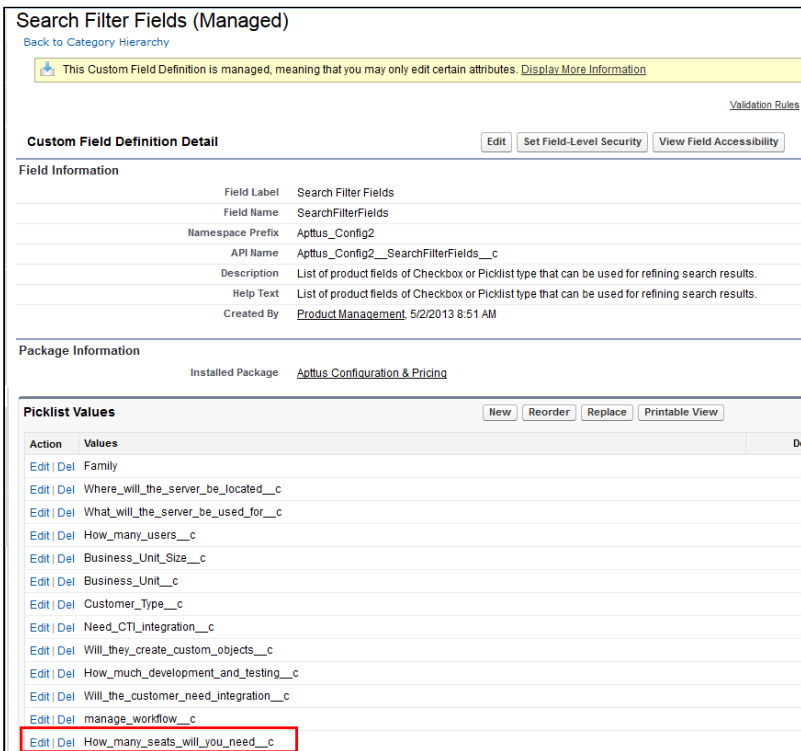 Search Filter Fields (Managed)
Back to Category Hierarchy
This Custom Field Definition is managed, meaning that you may only edit certain attributes. Display More Information
Validation Rules
Custom Field Definition Detail Edit Set Field-Level Security View Field Accessibility
Field Information
Field Label Search Filter Fields
Field Name SearchFilterFields
Namespace Prefix Apttus_Config2
API Name Apttus_Config2__SearchFilterFields__c
Description List of product fields of Checkbox or Picklist type that can be used for refining search results.
Help Text List of product fields of Checkbox or Picklist type that can be used for refining search results.
Created By Product Management, 5/2/2013 8:51 AM
Package Information
Installed Package Apttus Configuration & Pricing
Picklist Values New Reorder Replace Printable View
Action Values
Edit | Del Family
Edit | Del Where_will_the_server_be_located__c
Edit | Del What_will_the_server_be_used_for__c
Edit | Del How_many_users__c
Edit | Del Business_Unit_Size__c
Edit | Del Business_Unit__c
Edit | Del Customer_Type__c
Edit | Del Need_CTI_integration__c
Edit | Del Will_they_create_custom_objects__c
Edit | Del How_much_development_and_testing__c
Edit | Del Will_the_customer_need_integration__c
Edit | Del manage_workflow__c
Edit | Del How_many_seats_will_you_need__c